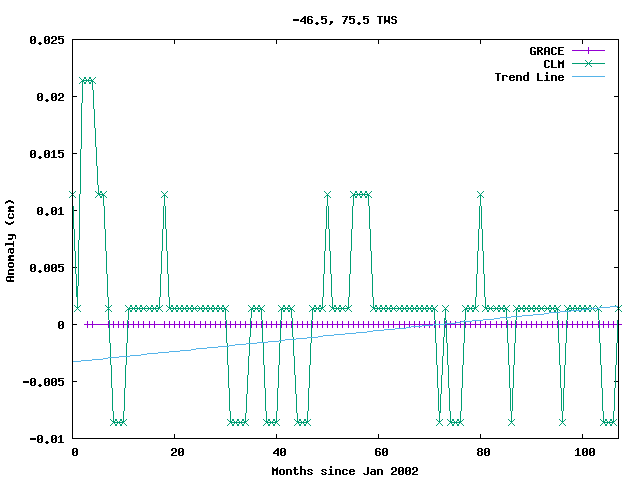 -46.5, 75.5 TWS
0.025
0.02
0.015
0.01
0.005
0
-0.005
-0.01
Anomaly (cm)
GRACE
CLM
Trend Line
0 20 40 60 80 100
Months since Jan 2002